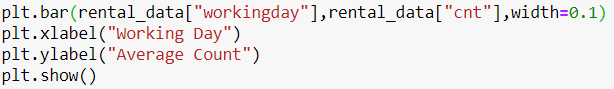 plt.bar(rental_data["workingday"],rental_data["cnt"],width=0.1)
plt.xlabel("Working Day")
plt.ylabel("Average Count")
plt.show()